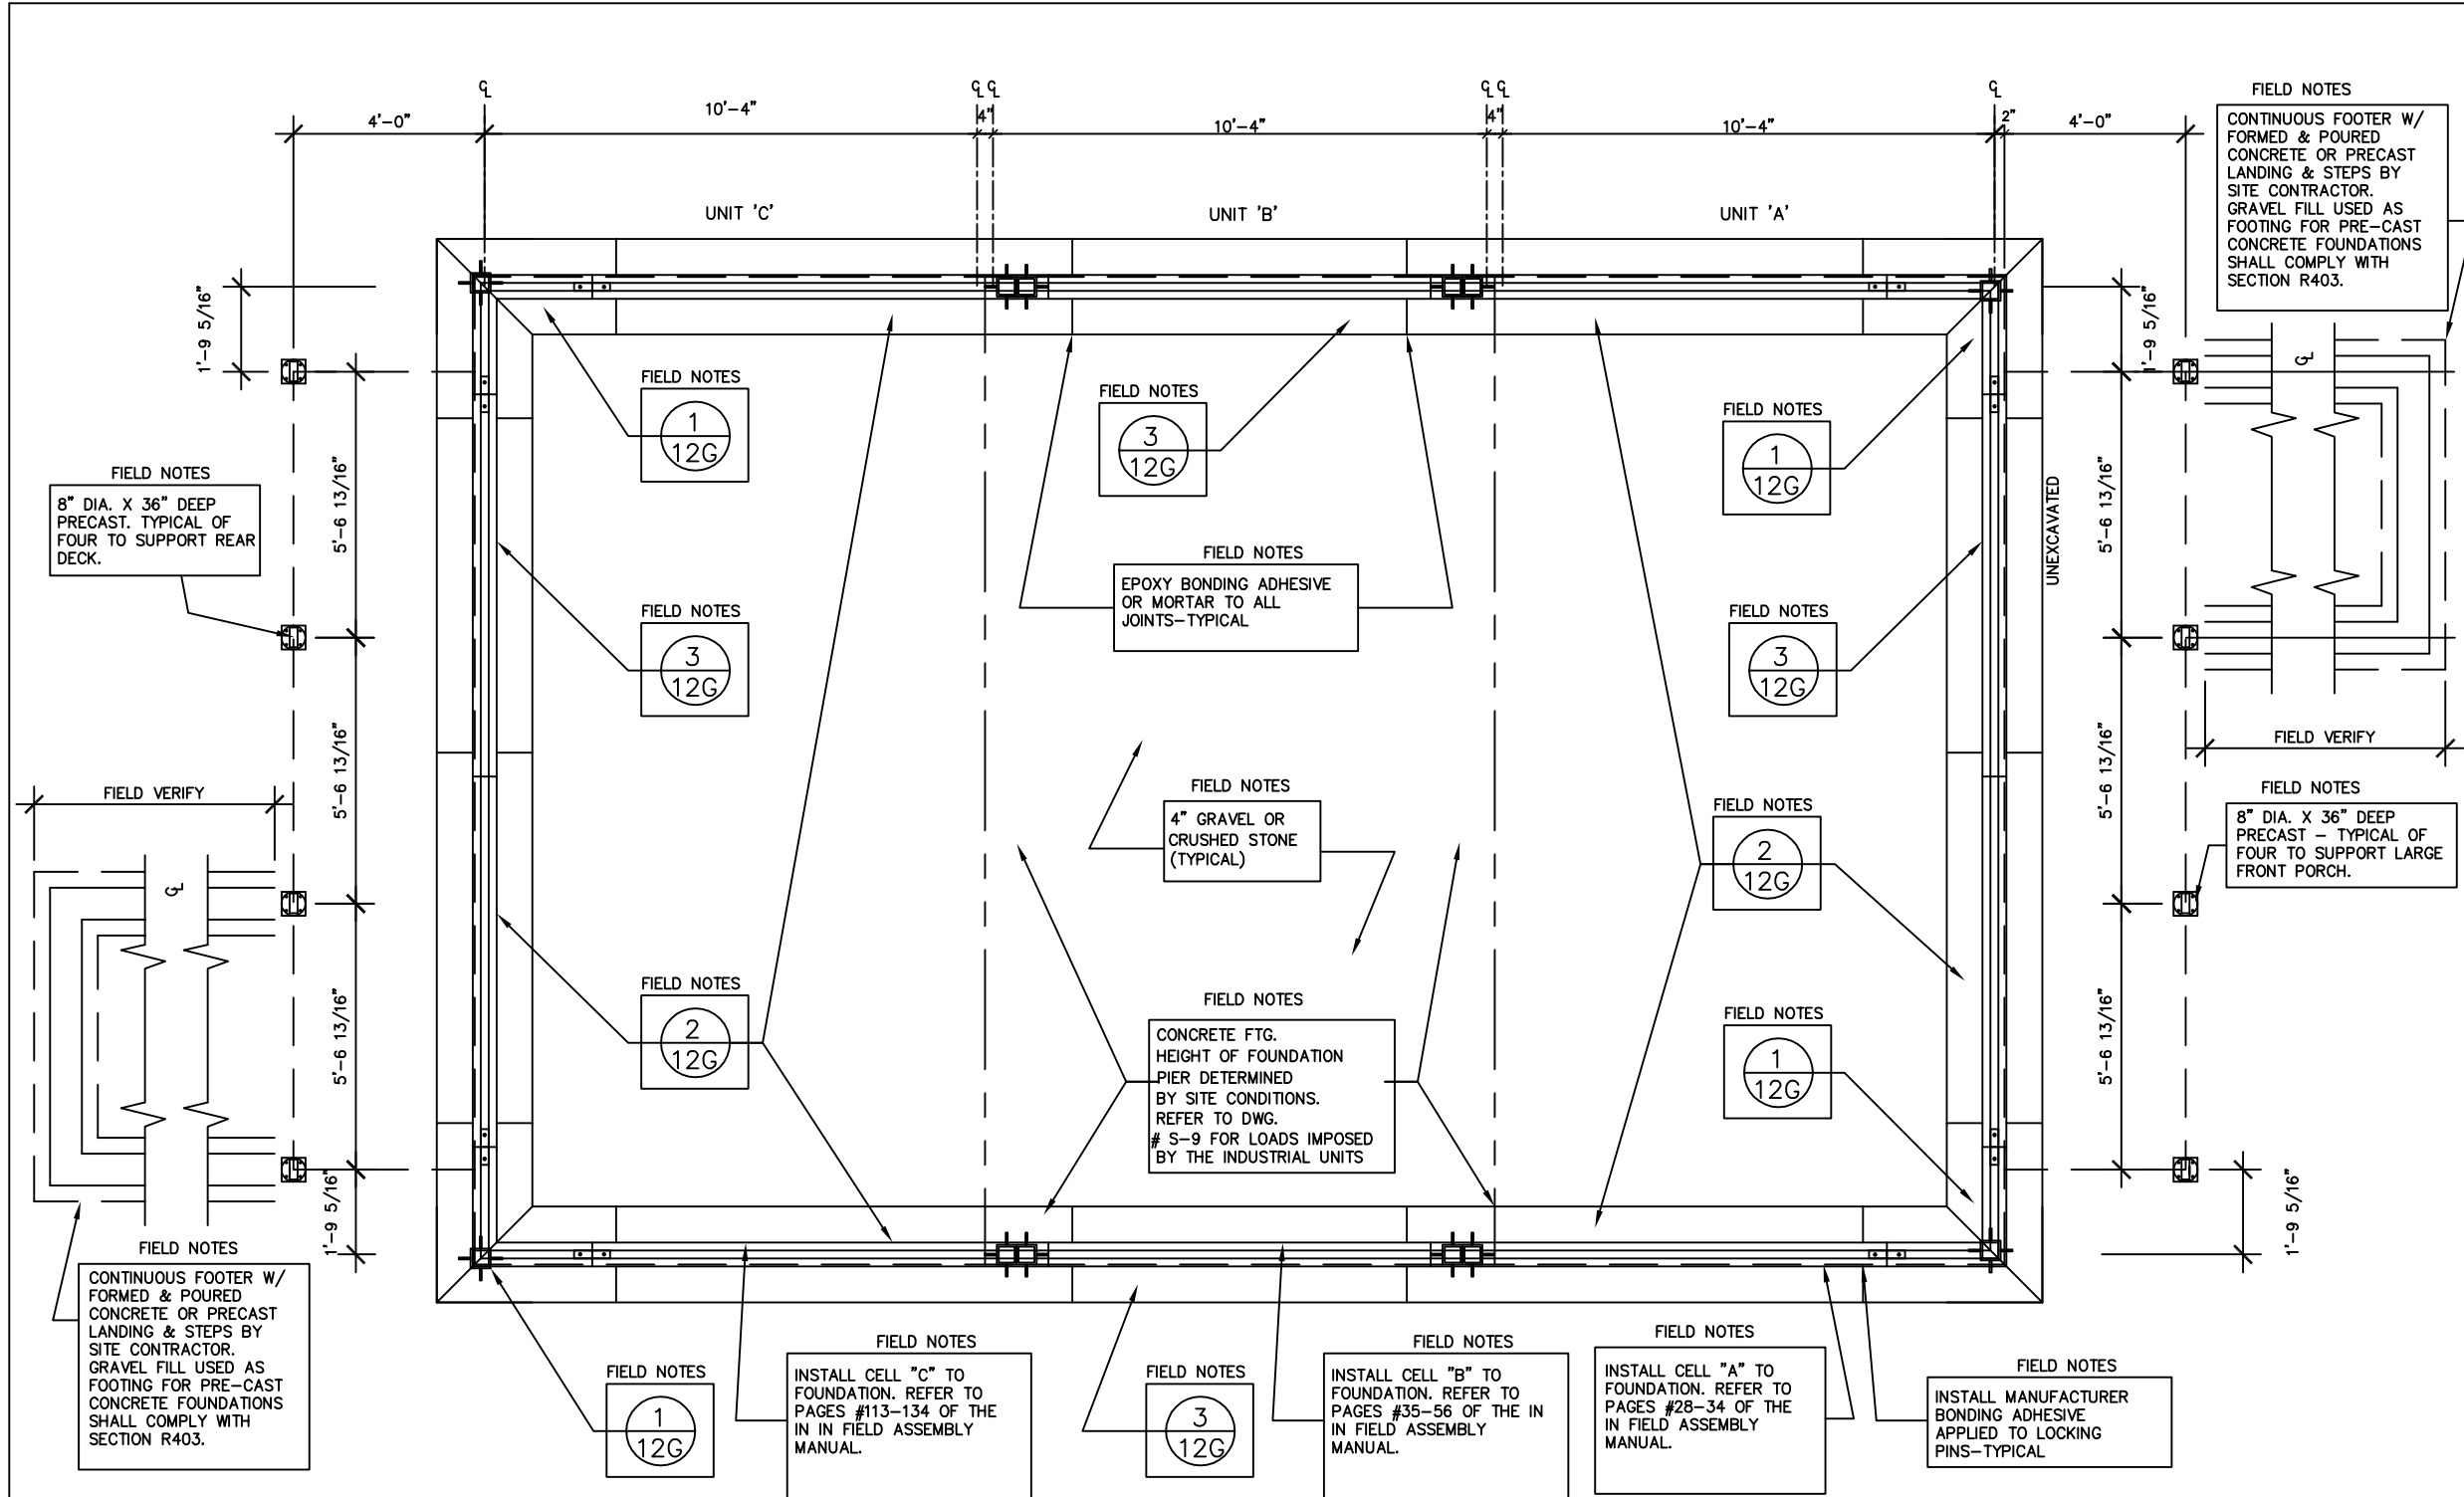 ℄
℄ ℄
℄ ℄
℄
4'-0"
10'-4"
4"
10'-4"
4"
10'-4"
2"
4'-0"
UNIT 'C'
UNIT 'B'
UNIT 'A'
FIELD NOTES
CONTINUOUS FOOTER W/
FORMED & POURED
CONCRETE OR PRECAST
LANDING & STEPS BY
SITE CONTRACTOR.
GRAVEL FILL USED AS
FOOTING FOR PRE-CAST
CONCRETE FOUNDATIONS
SHALL COMPLY WITH
SECTION R403.
1'-9 5/16"
1'-9 5/16"
℄
FIELD NOTES
1
12G
FIELD NOTES
3
12G
FIELD NOTES
1
12G
FIELD NOTES
8" DIA. X 36" DEEP
PRECAST. TYPICAL OF
FOUR TO SUPPORT REAR
DECK.
5'-6 13/16"
UNEXCAVATED
5'-6 13/16"
FIELD NOTES
EPOXY BONDING ADHESIVE
OR MORTAR TO ALL
JOINTS-TYPICAL
FIELD NOTES
3
12G
FIELD NOTES
3
12G
FIELD VERIFY
5'-6 13/16"
5'-6 13/16"
FIELD VERIFY
FIELD NOTES
4" GRAVEL OR
CRUSHED STONE
(TYPICAL)
FIELD NOTES
2
12G
FIELD NOTES
8" DIA. X 36" DEEP
PRECAST - TYPICAL OF
FOUR TO SUPPORT LARGE
FRONT PORCH.
℄
5'-6 13/16"
5'-6 13/16"
FIELD NOTES
2
12G
FIELD NOTES
CONCRETE FTG.
HEIGHT OF FOUNDATION
PIER DETERMINED
BY SITE CONDITIONS.
REFER TO DWG.
# S-9 FOR LOADS IMPOSED
BY THE INDUSTRIAL UNITS
FIELD NOTES
1
12G
1'-9 5/16"
1'-9 5/16"
FIELD NOTES
CONTINUOUS FOOTER W/
FORMED & POURED
CONCRETE OR PRECAST
LANDING & STEPS BY
SITE CONTRACTOR.
GRAVEL FILL USED AS
FOOTING FOR PRE-CAST
CONCRETE FOUNDATIONS
SHALL COMPLY WITH
SECTION R403.
FIELD NOTES
1
12G
FIELD NOTES
INSTALL CELL "C" TO
FOUNDATION. REFER TO
PAGES #113-134 OF THE
IN IN FIELD ASSEMBLY
MANUAL.
FIELD NOTES
3
12G
FIELD NOTES
INSTALL CELL "B" TO
FOUNDATION. REFER TO
PAGES #35-56 OF THE IN
IN FIELD ASSEMBLY
MANUAL.
FIELD NOTES
INSTALL CELL "A" TO
FOUNDATION. REFER TO
PAGES #28-34 OF THE
IN FIELD ASSEMBLY
MANUAL.
FIELD NOTES
INSTALL MANUFACTURER
BONDING ADHESIVE
APPLIED TO LOCKING
PINS-TYPICAL